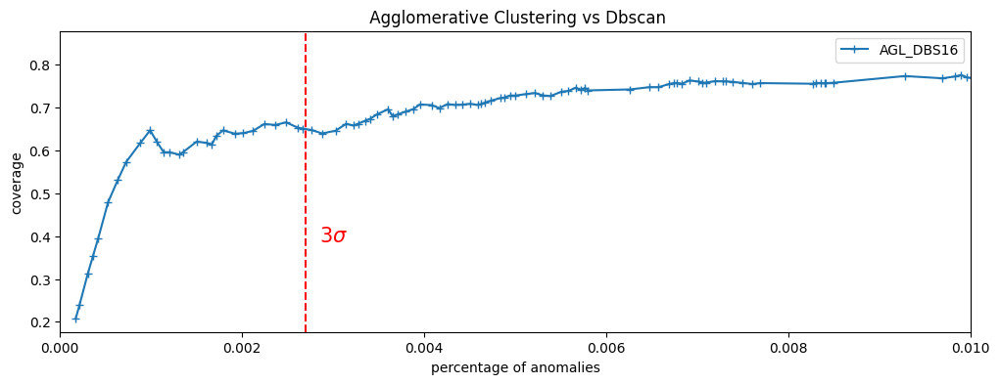 Agglomerative Clustering vs Dbscan
AGL_DBS16
0.8
0.7
0.6
0.5
0.4
0.3
0.2
coverage
3σ
0.000 0.002 0.004 0.006 0.008 0.010
percentage of anomalies